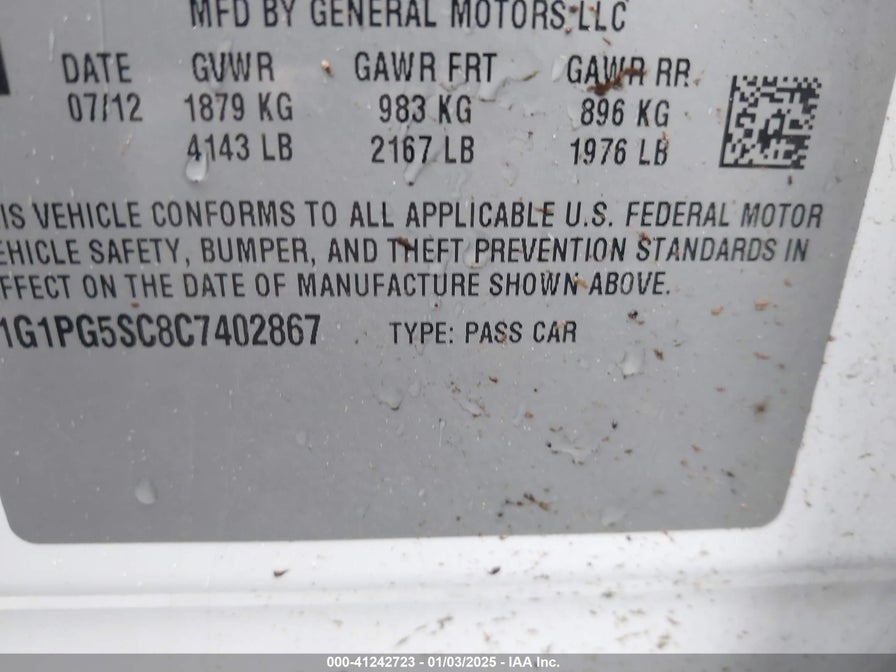 MFD BY GENERAL MOTORS LLC
DATE GVWR GAWR FRT GAWR RR
07/12 1879 KG 983 KG 896 KG
4143 LB 2167 LB 1976 LB
IS VEHICLE CONFORMS TO ALL APPLICABLE U.S. FEDERAL MOTOR
EHICLE SAFETY, BUMPER, AND THEFT PREVENTION STANDARDS IN
FFECT ON THE DATE OF MANUFACTURE SHOWN ABOVE.
1G1PG5SC8C7402867 TYPE: PASS CAR
000-41242723 - 01/03/2025 - IAA Inc.